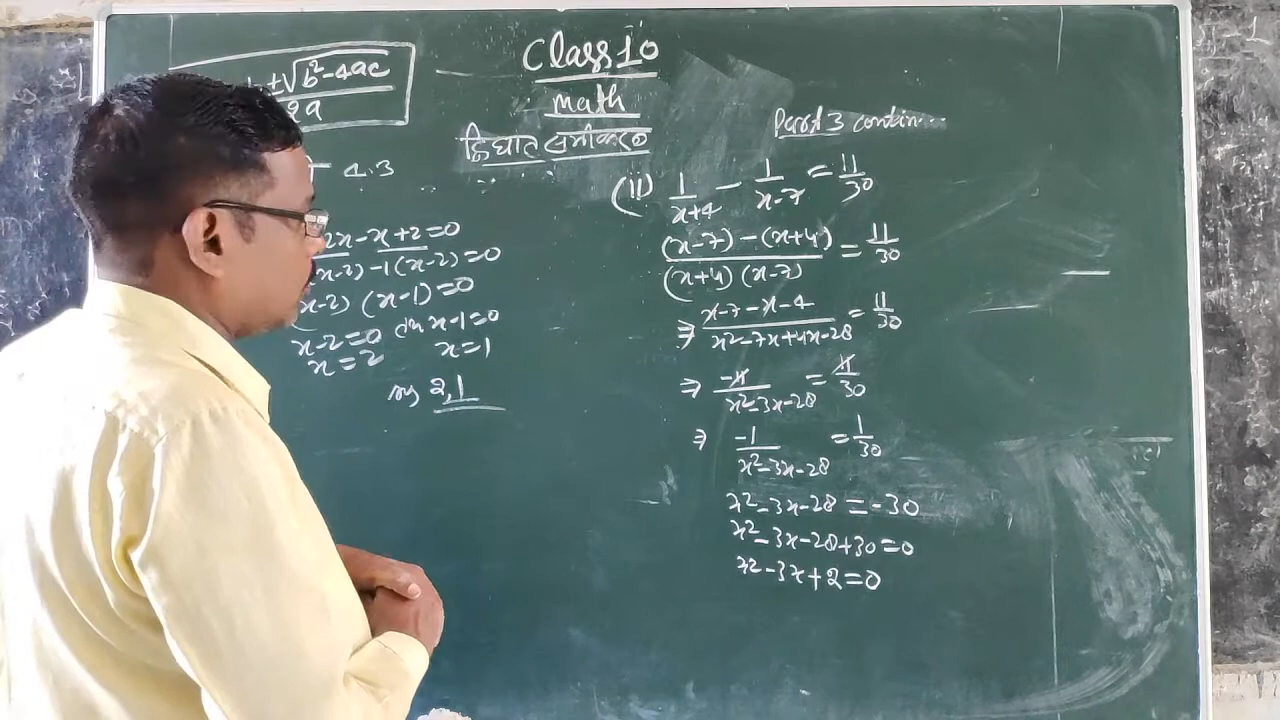 Class 10
math
द्विघात समीकरण
Part 3 contin...
±√b²-4ac
2a
4.3
2x-x+2=0
x-2)-1(x-2)=0
x-2) (x-1)=0
x-2=0 x-1=0
x=2 x=1
2,1
(ii) 1/x+4 - 1/x-7 = 11/30
(x-7)-(x+4)/(x+4)(x-7) = 11/30
⇒ x-7-x-4/x²-7x+4x-28 = 11/30
⇒ -11/x²-3x-28 = 11/30
⇒ -1/x²-3x-28 = 1/30
x²-3x-28=-30
x²-3x-28+30=0
x²-3x+2=0